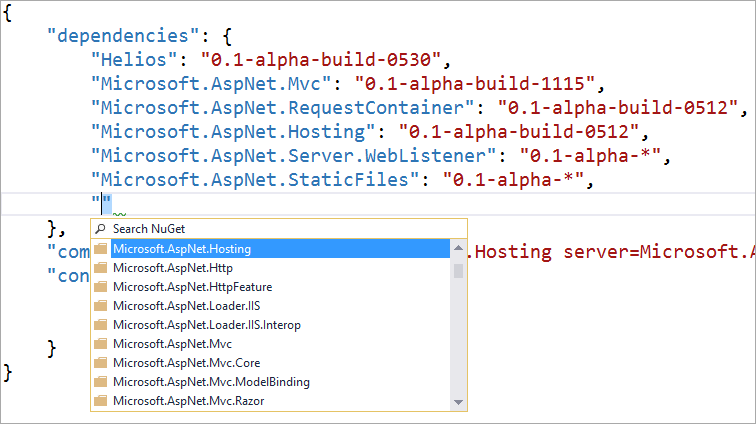 {
"dependencies": {
"Helios": "0.1-alpha-build-0530",
"Microsoft.AspNet.Mvc": "0.1-alpha-build-1115",
"Microsoft.AspNet.RequestContainer": "0.1-alpha-build-0512",
"Microsoft.AspNet.Hosting": "0.1-alpha-build-0512",
"Microsoft.AspNet.Server.WebListener": "0.1-alpha-*",
"Microsoft.AspNet.StaticFiles": "0.1-alpha-*",
""
},
"com .Hosting server=Microsoft.A
"con
}
}
Search NuGet
Microsoft.AspNet.Hosting
Microsoft.AspNet.Http
Microsoft.AspNet.HttpFeature
Microsoft.AspNet.Loader.IIS
Microsoft.AspNet.Loader.IIS.Interop
Microsoft.AspNet.Mvc
Microsoft.AspNet.Mvc.Core
Microsoft.AspNet.Mvc.ModelBinding
Microsoft.AspNet.Mvc.Razor